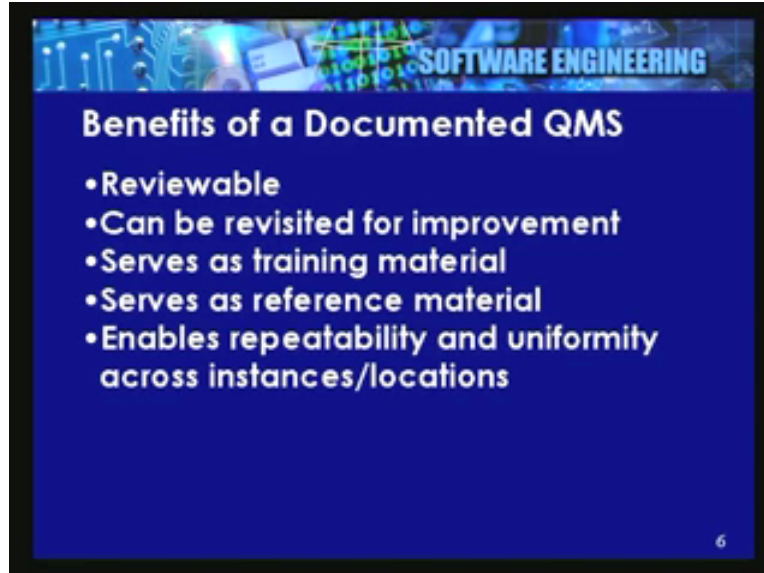 SOFTWARE ENGINEERING
Benefits of a Documented QMS
•Reviewable
•Can be revisited for improvement
•Serves as training material
•Serves as reference material
•Enables repeatability and uniformity
across instances/locations
6